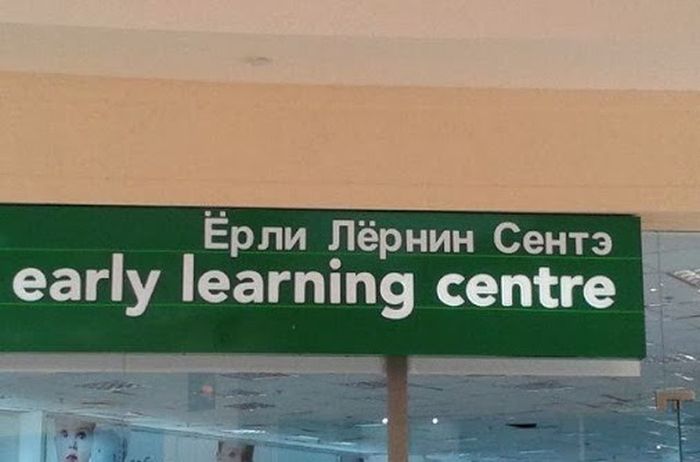 Ёрли Лёрнин Сентэ
early learning centre